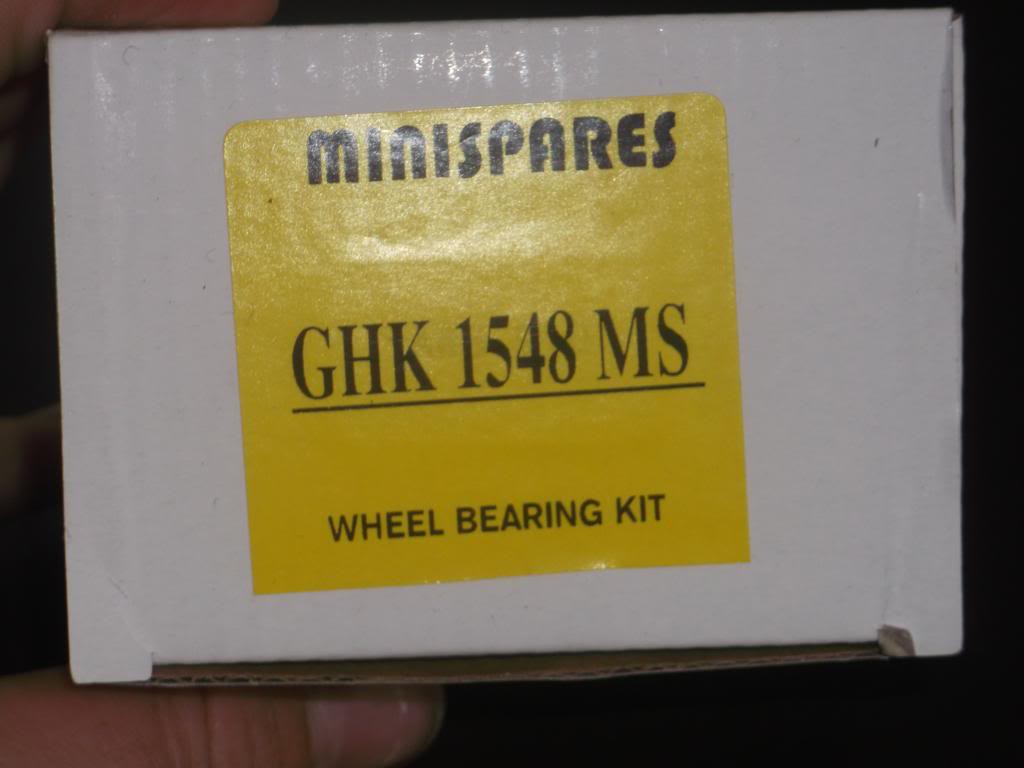 MINISPARES
GHK 1548 MS
WHEEL BEARING KIT